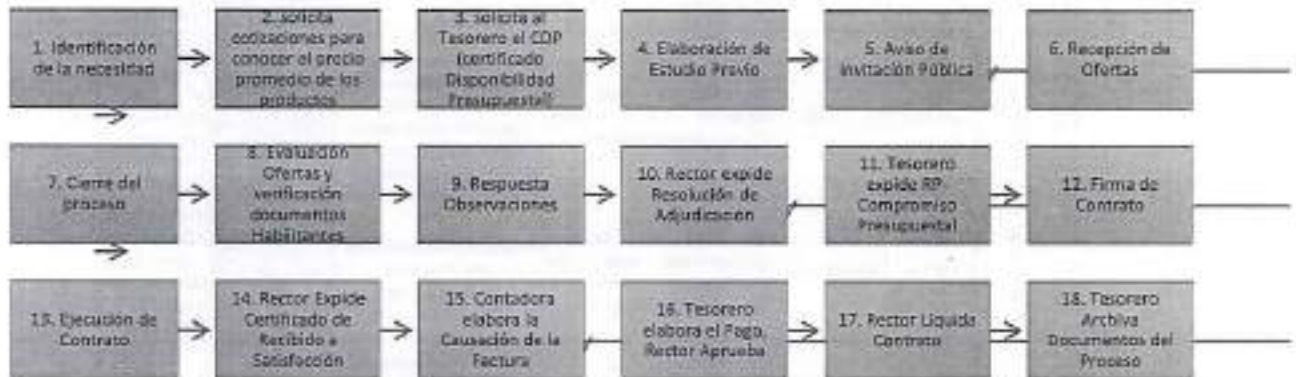 1. Identificación
de la necesidad
2. solicita
cotizaciones para
conocer el precio
promedio de los
productos
3. solicita al
Tesorero el CDP
(certificado
Disponibilidad
Presupuestal)
4. Elaboración de
Estudio Previo
5. Aviso de
Invitación Pública
6. Recepción de
Ofertas
7. Cierre del
proceso
8. Evaluación
Ofertas y
verificación
documentos
Habilitantes
9. Respuesta
Observaciones
10. Rector expide
Resolución de
Adjudicación
11. Tesorero
expide RP
Compromiso
Presupuestal
12. Firma de
Contrato
13. Ejecución de
Contrato
14. Rector Expide
Certificado de
Recibido a
Satisfacción
15. Contadora
elabora la
Causación de la
Factura
16. Tesorero
elabora el Pago,
Rector Aprueba
17. Rector Liquida
Contrato
18. Tesorero
Archiva
Documentos del
Proceso